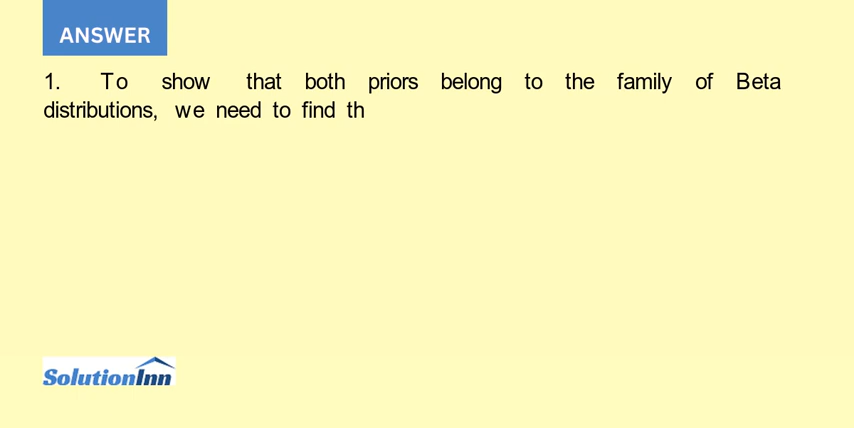 ANSWER
1. To show that both priors belong to the family of Beta
distributions, we need to find th
SolutionInn